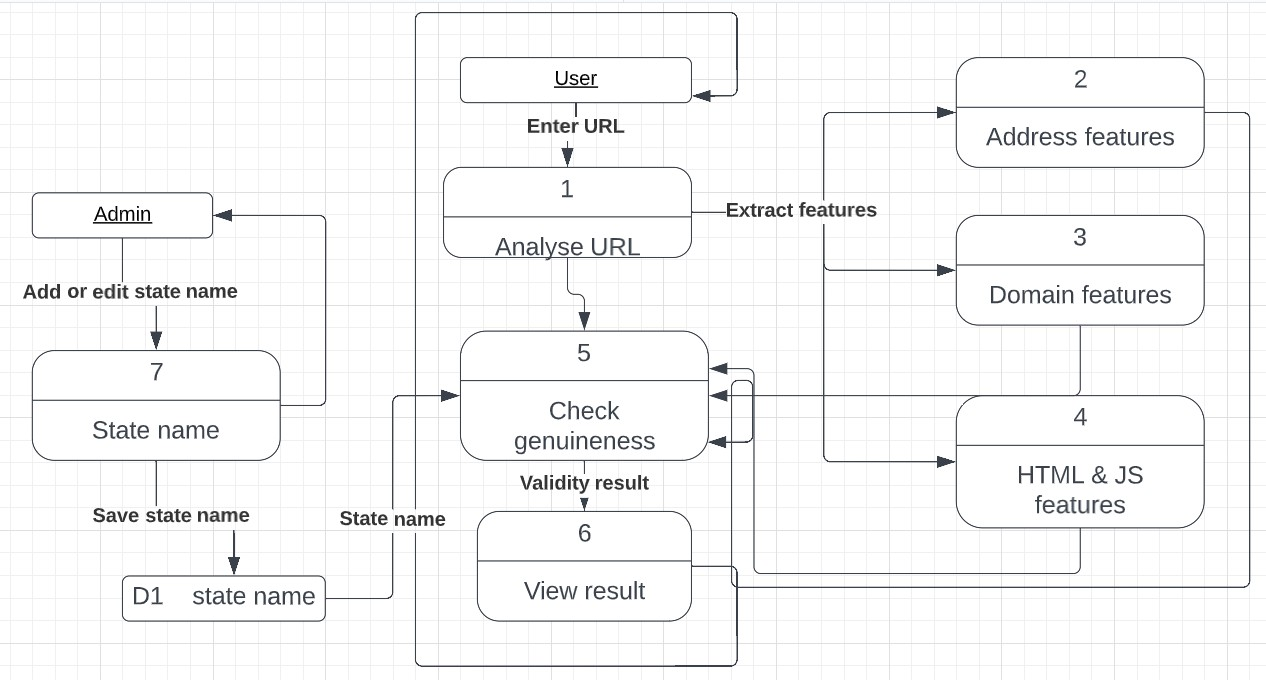 User
Enter URL
1
Analyse URL
Extract features
2
Address features
3
Domain features
4
HTML & JS
features
Admin
Add or edit state name
7
State name
Save state name
D1 state name
State name
5
Check
genuineness
Validity result
6
View result